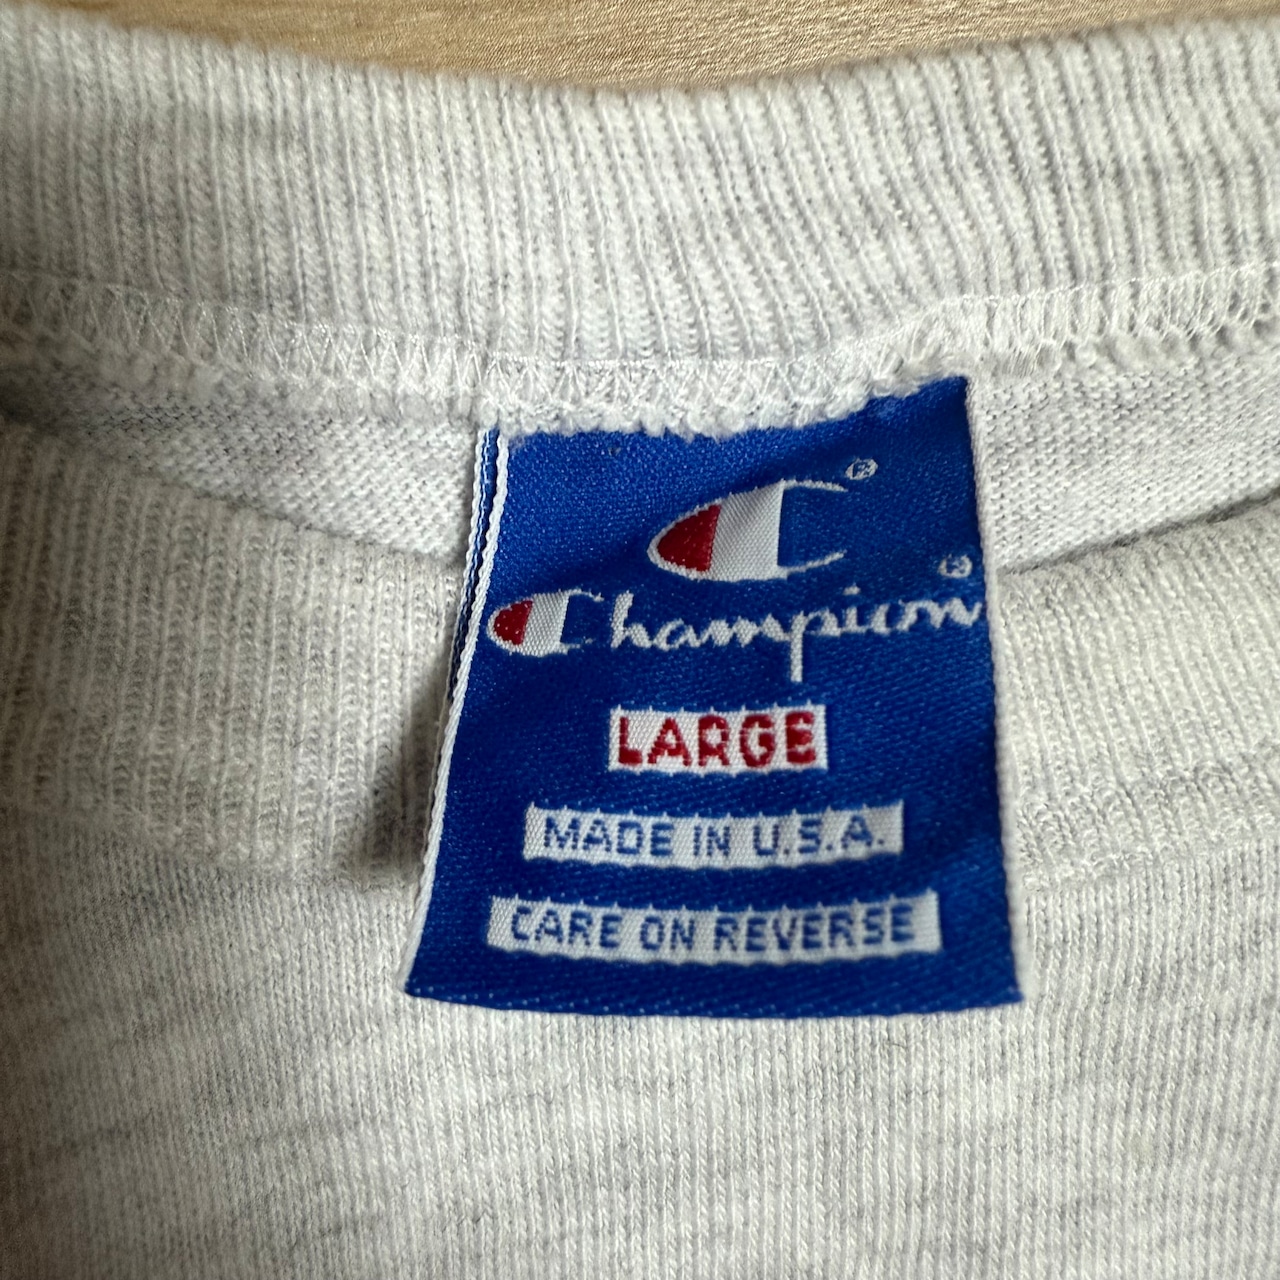 ®
Champion®
LARGE
MADE IN U.S.A.
CARE ON REVERSE